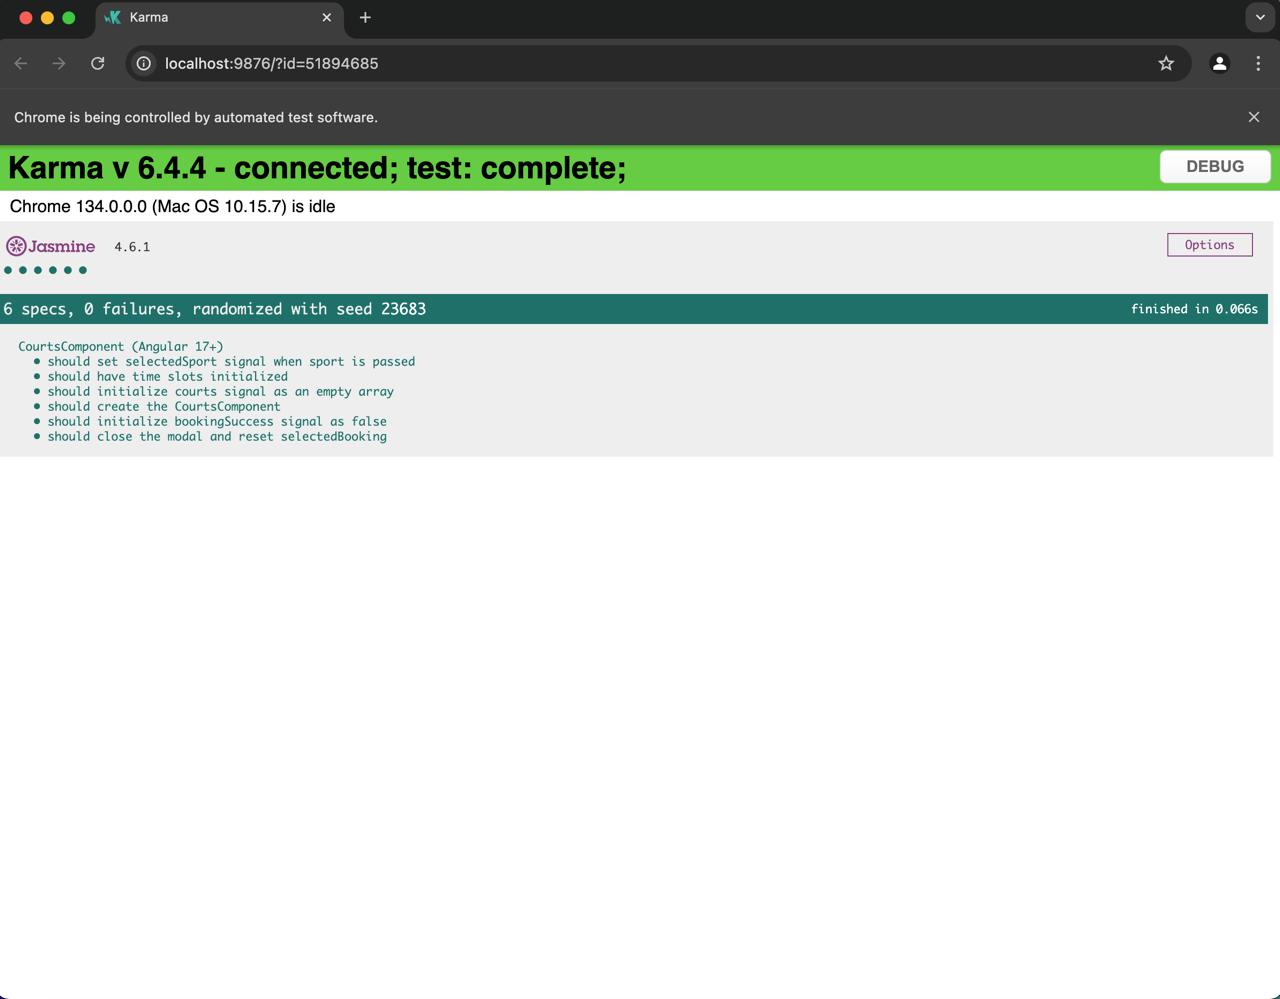 Karma
localhost:9876/?id=51894685
Chrome is being controlled by automated test software.
Karma v 6.4.4 - connected; test: complete;
DEBUG
Chrome 134.0.0.0 (Mac OS 10.15.7) is idle
Jasmine 4.6.1
Options
6 specs, 0 failures, randomized with seed 23683
finished in 0.066s
CourtsComponent (Angular 17+)
• should set selectedSport signal when sport is passed
• should have time slots initialized
• should initialize courts signal as an empty array
• should create the CourtsComponent
• should initialize bookingSuccess signal as false
• should close the modal and reset selectedBooking